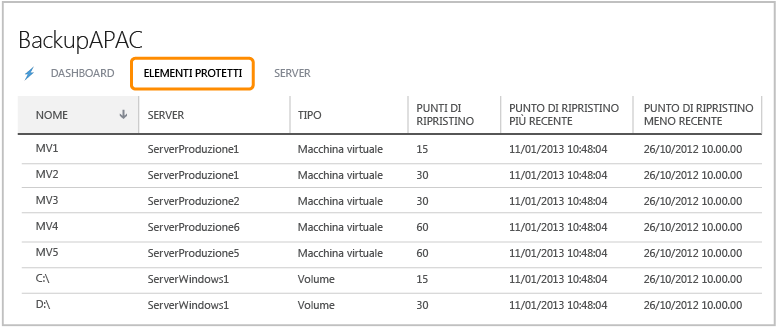 BackupAPAC
DASHBOARD ELEMENTI PROTETTI SERVER
NOME SERVER TIPO PUNTI DI RIPRISTINO PUNTO DI RIPRISTINO PIÙ RECENTE PUNTO DI RIPRISTINO MENO RECENTE
MV1 ServerProduzione1 Macchina virtuale 15 11/01/2013 10:48:04 26/10/2012 10.00.00
MV2 ServerProduzione1 Macchina virtuale 30 11/01/2013 10:48:04 26/10/2012 10.00.00
MV3 ServerProduzione2 Macchina virtuale 30 11/01/2013 10:48:04 26/10/2012 10.00.00
MV4 ServerProduzione6 Macchina virtuale 60 11/01/2013 10:48:04 26/10/2012 10.00.00
MV5 ServerProduzione5 Macchina virtuale 60 11/01/2013 10:48:04 26/10/2012 10.00.00
C:\ ServerWindows1 Volume 15 11/01/2013 10:48:04 26/10/2012 10.00.00
D:\ ServerWindows1 Volume 30 11/01/2013 10:48:04 26/10/2012 10.00.00